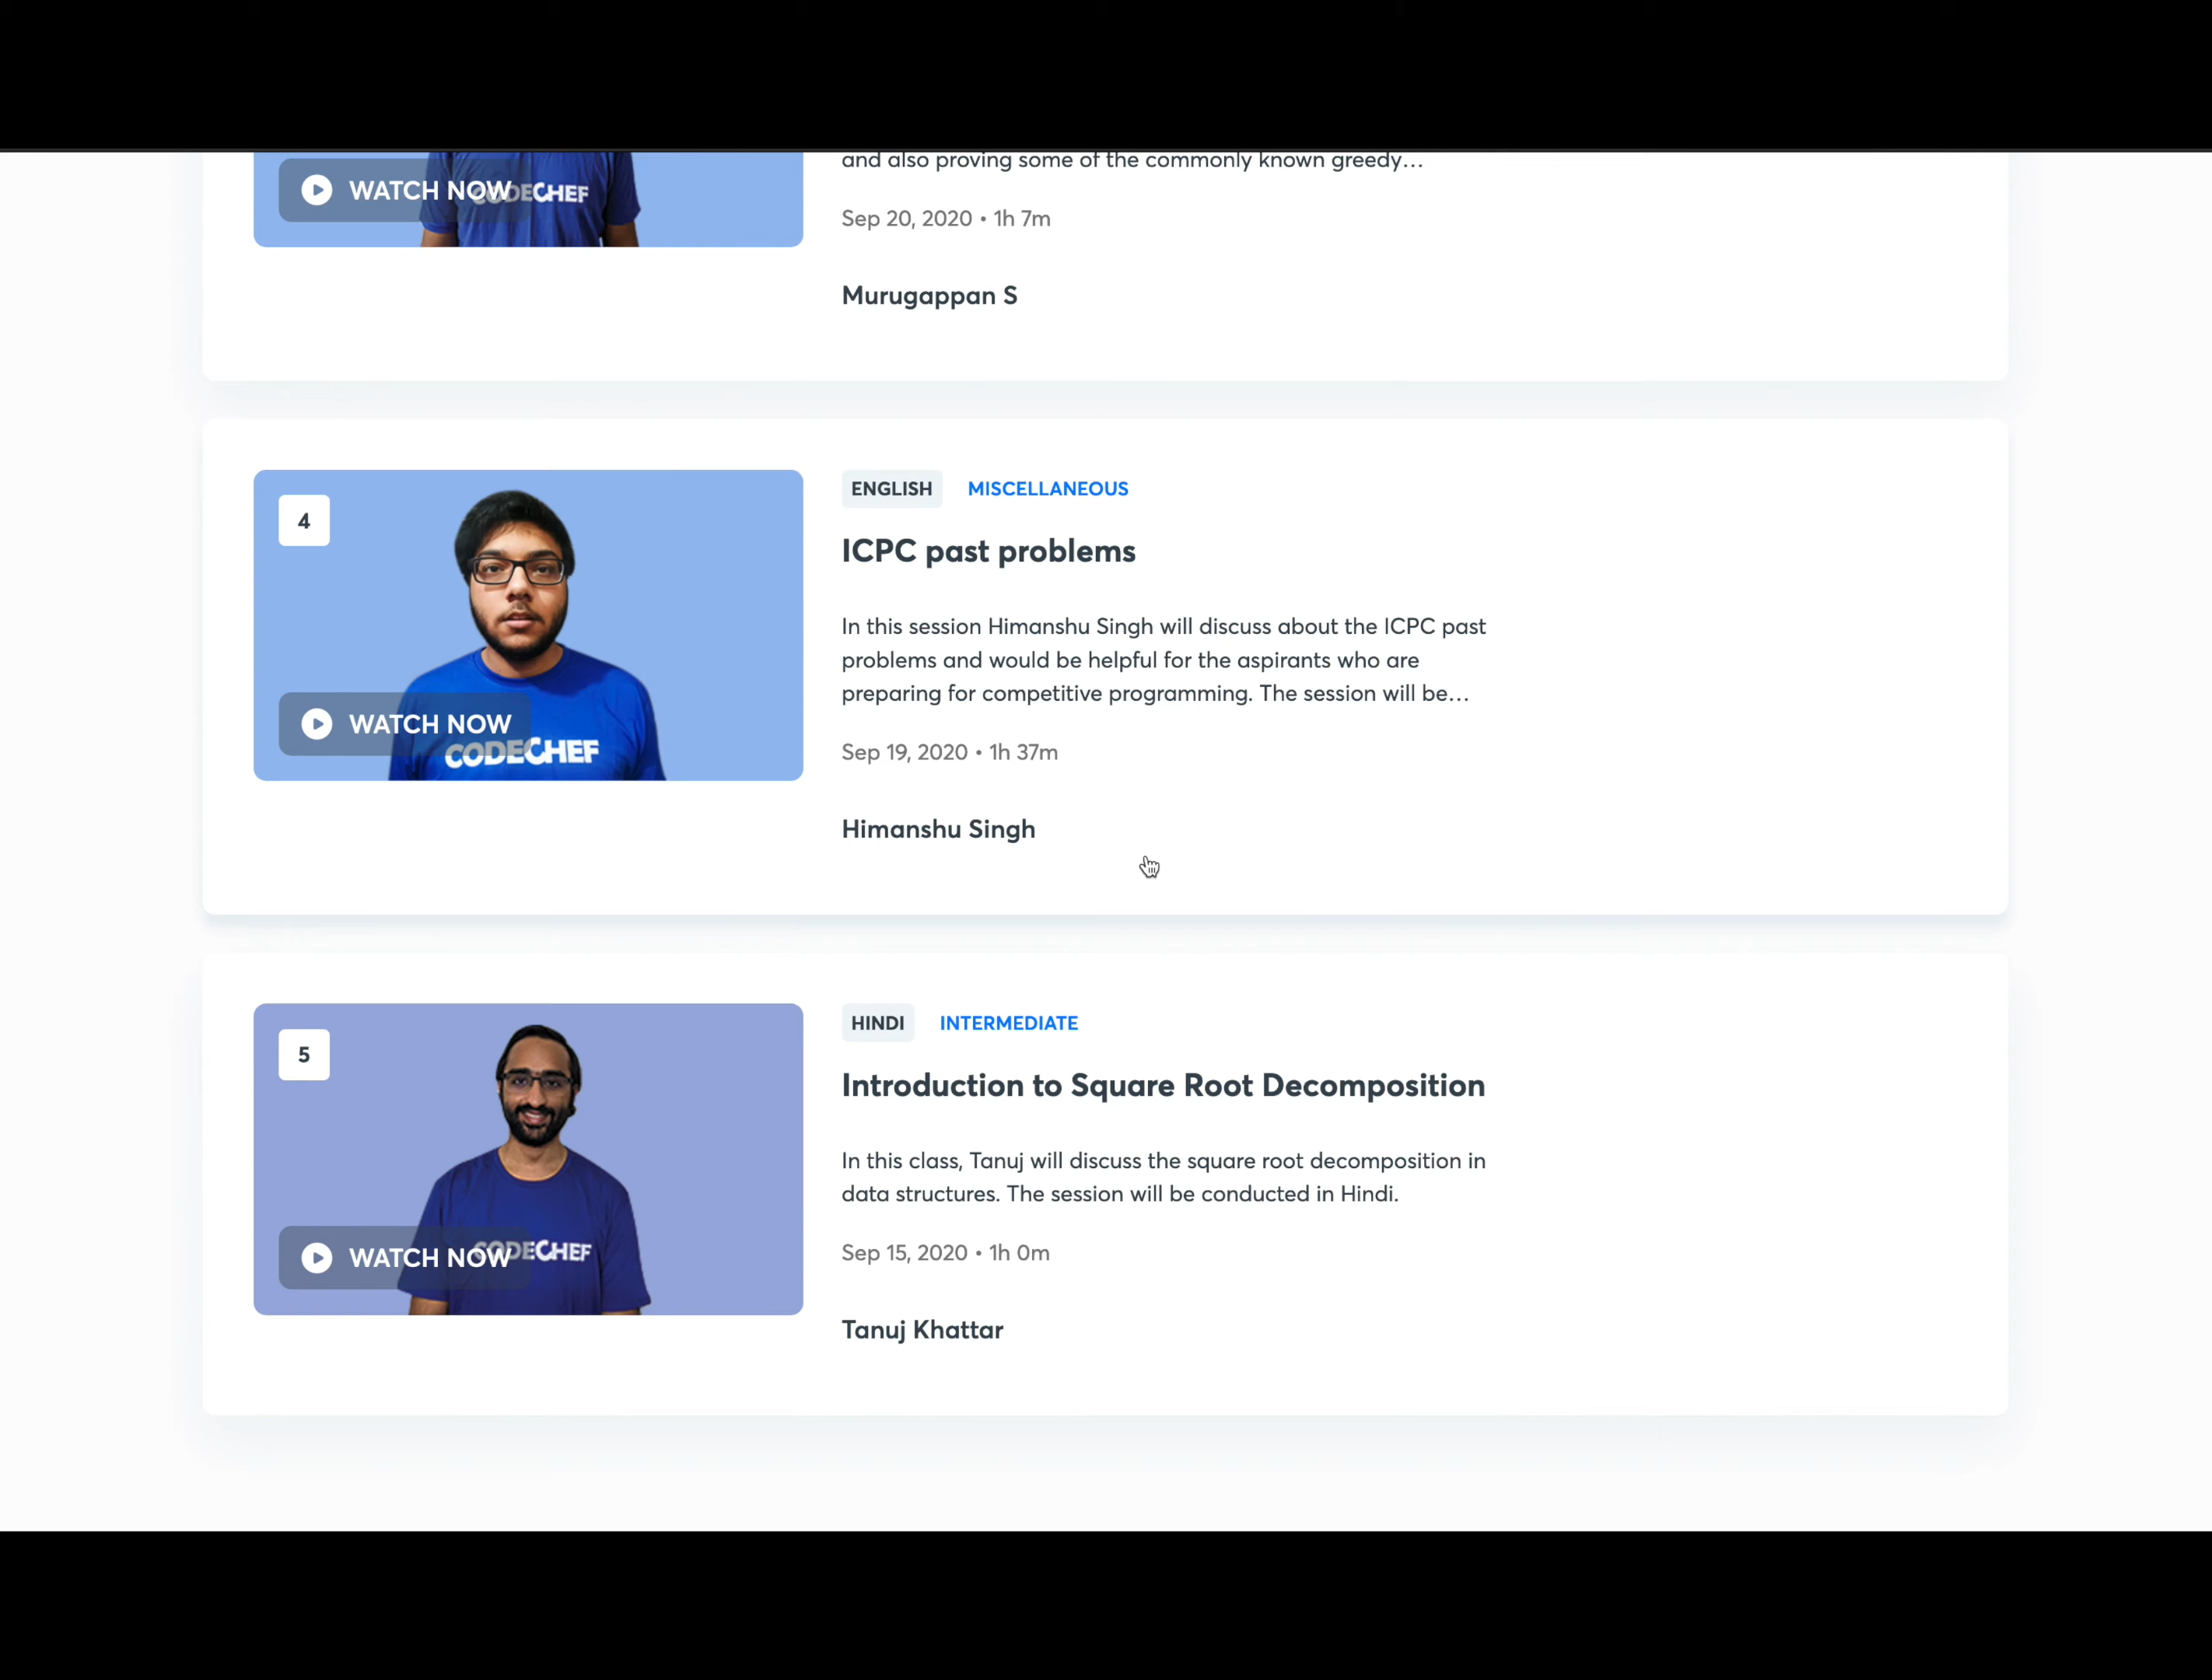 and also proving some of the commonly known greedy...
WATCH NOW
CODECHEF
Sep 20, 2020 • 1h 7m
Murugappan S
4
ENGLISH MISCELLANEOUS
ICPC past problems
In this session Himanshu Singh will discuss about the ICPC past
problems and would be helpful for the aspirants who are
preparing for competitive programming. The session will be...
WATCH NOW
CODECHEF
Sep 19, 2020 • 1h 37m
Himanshu Singh
5
HINDI INTERMEDIATE
Introduction to Square Root Decomposition
In this class, Tanuj will discuss the square root decomposition in
data structures. The session will be conducted in Hindi.
WATCH NOW
CODECHEF
Sep 15, 2020 • 1h 0m
Tanuj Khattar